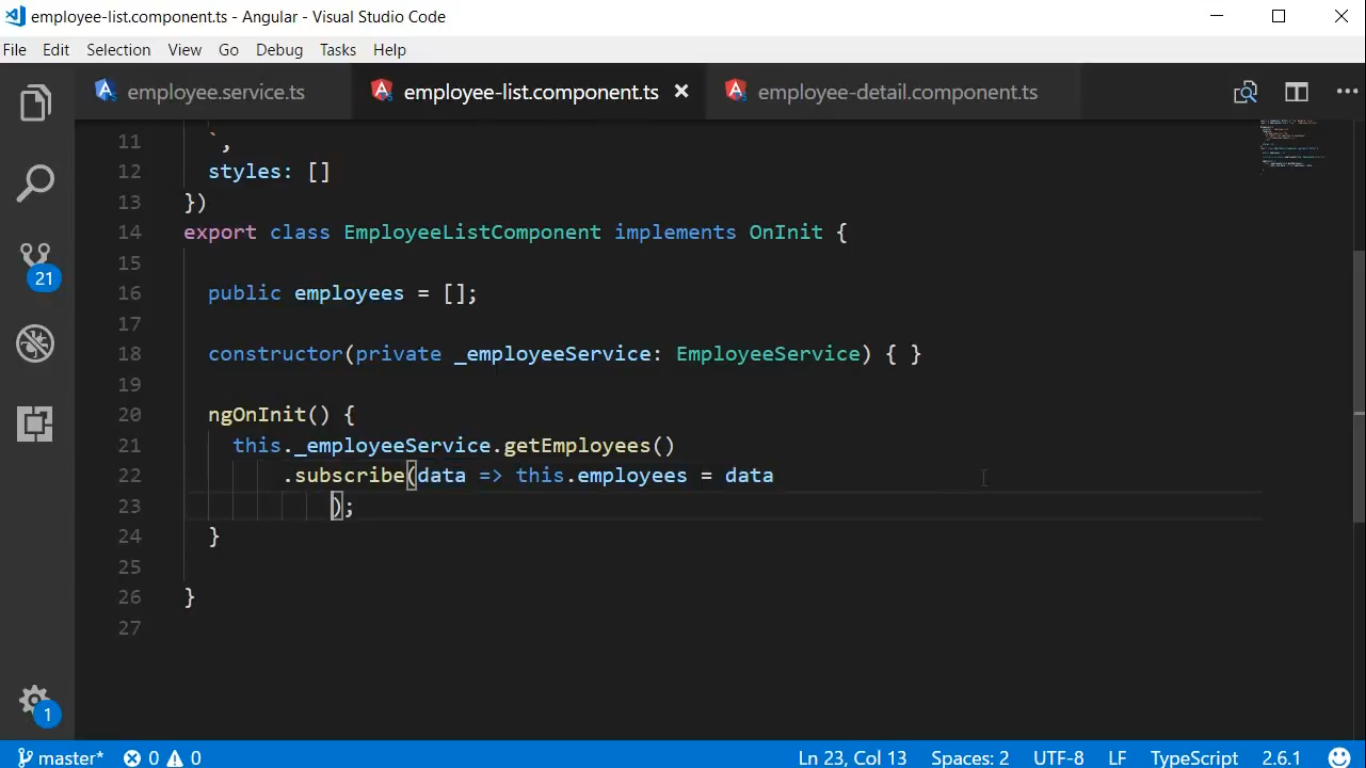 employee-list.component.ts - Angular - Visual Studio Code
File Edit Selection View Go Debug Tasks Help
employee.service.ts employee-list.component.ts employee-detail.component.ts
11 `,
12 styles: []
13 })
14 export class EmployeeListComponent implements OnInit {
15
16 public employees = [];
17
18 constructor(private _employeeService: EmployeeService) { }
19
20 ngOnInit() {
21 this._employeeService.getEmployees()
22 .subscribe(data => this.employees = data
23 );
24 }
25
26 }
27
21
1
master* 0 0 Ln 23, Col 13 Spaces: 2 UTF-8 LF TypeScript 2.6.1